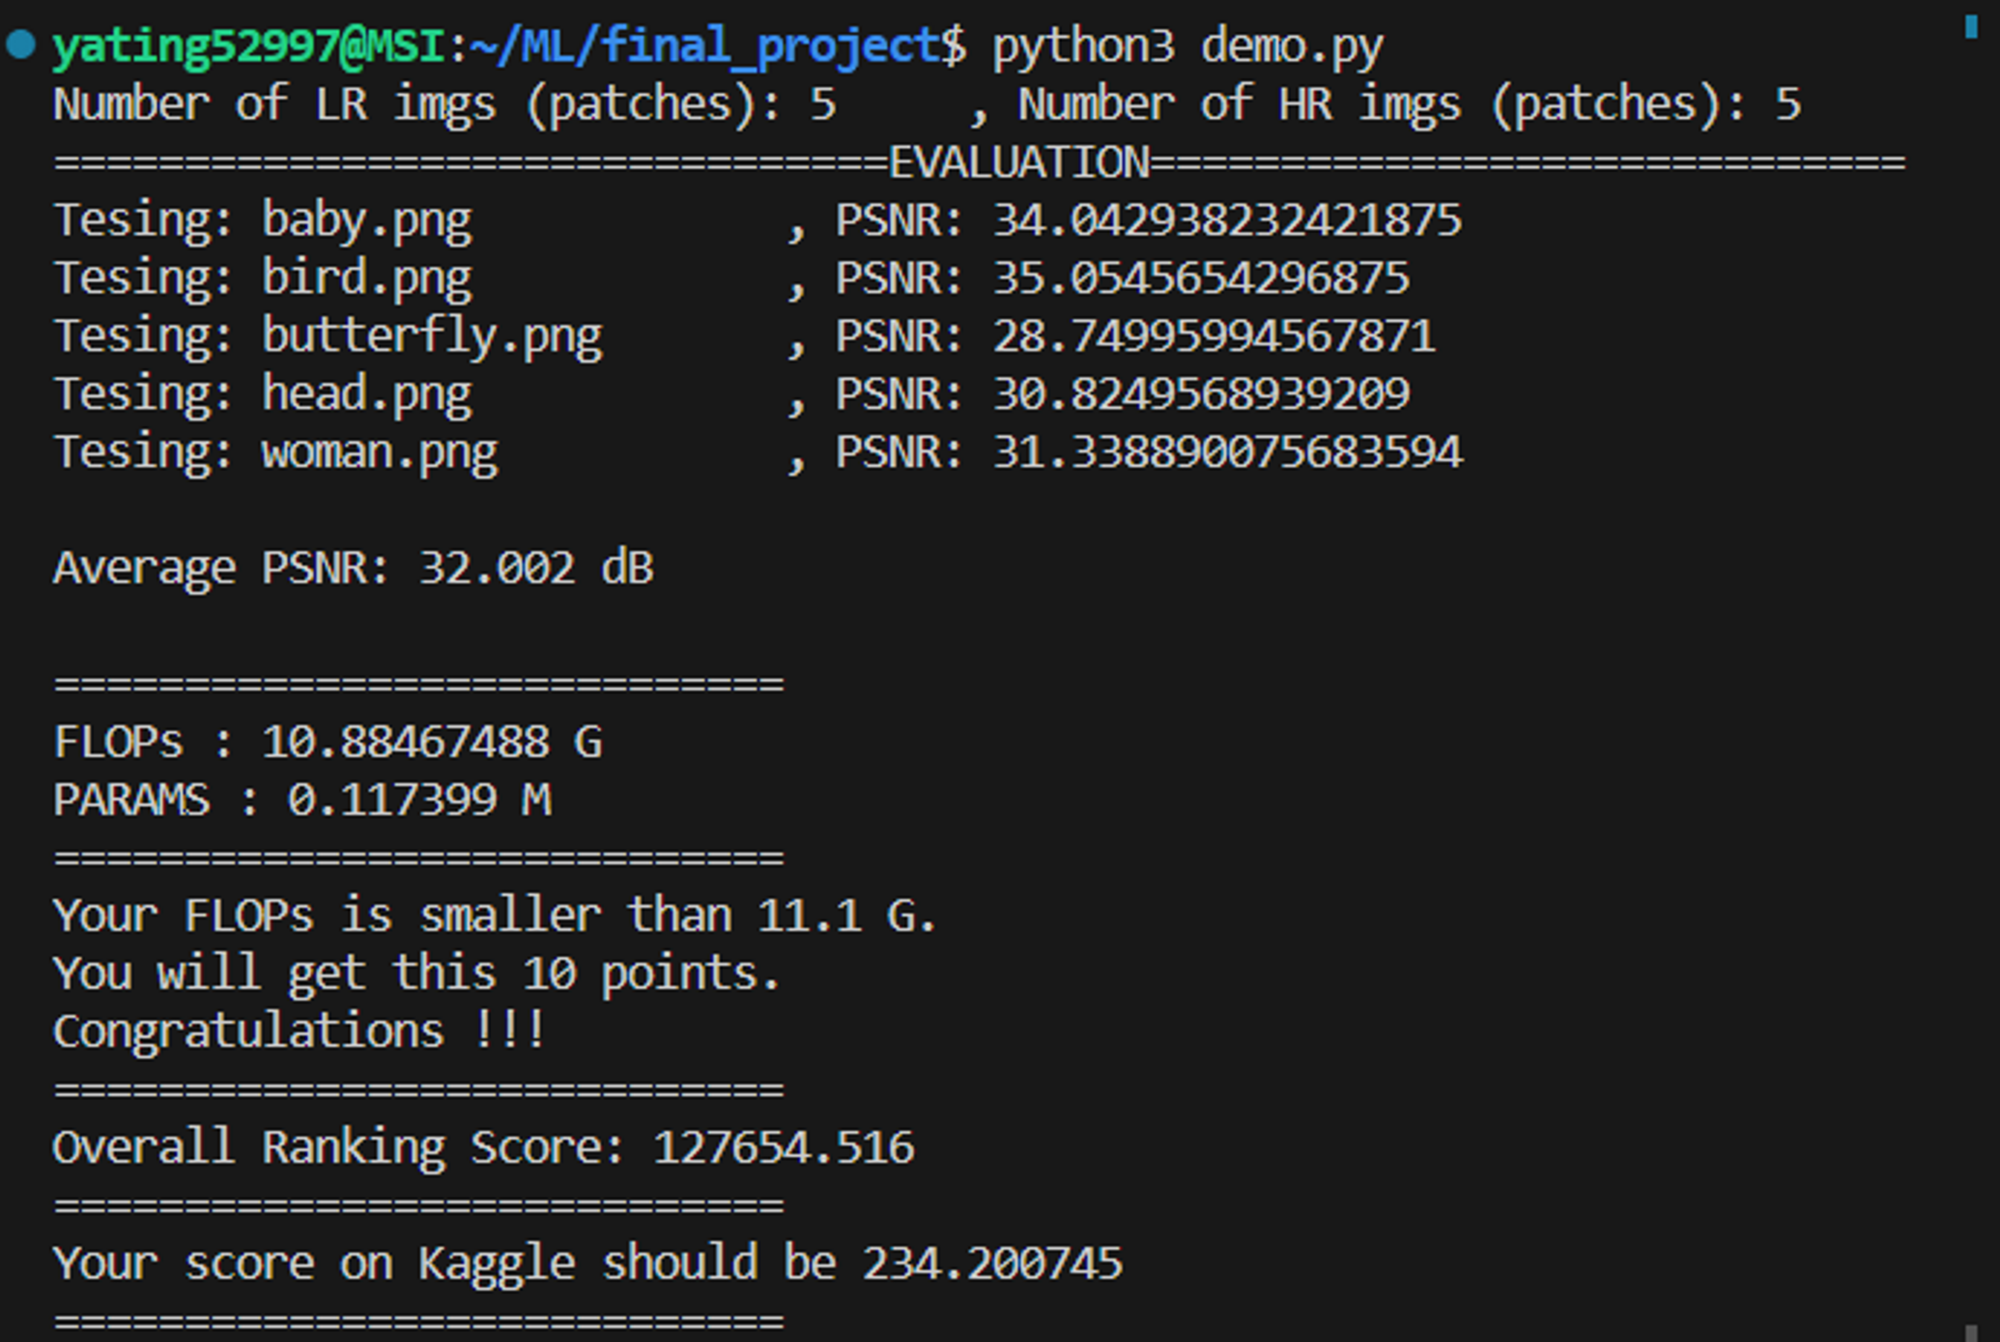 yating52997@MSI:~/ML/final_project$ python3 demo.py
Number of LR imgs (patches): 5     , Number of HR imgs (patches): 5
================================EVALUATION=============================
Tesing: baby.png            , PSNR: 34.042938232421875
Tesing: bird.png            , PSNR: 35.0545654296875
Tesing: butterfly.png       , PSNR: 28.74995994567871
Tesing: head.png            , PSNR: 30.8249568939209
Tesing: woman.png           , PSNR: 31.338890075683594
Average PSNR: 32.002 dB
============================
FLOPs : 10.88467488 G
PARAMS : 0.117399 M
============================
Your FLOPs is smaller than 11.1 G.
You will get this 10 points.
Congratulations !!!
============================
Overall Ranking Score: 127654.516
============================
Your score on Kaggle should be 234.200745
============================